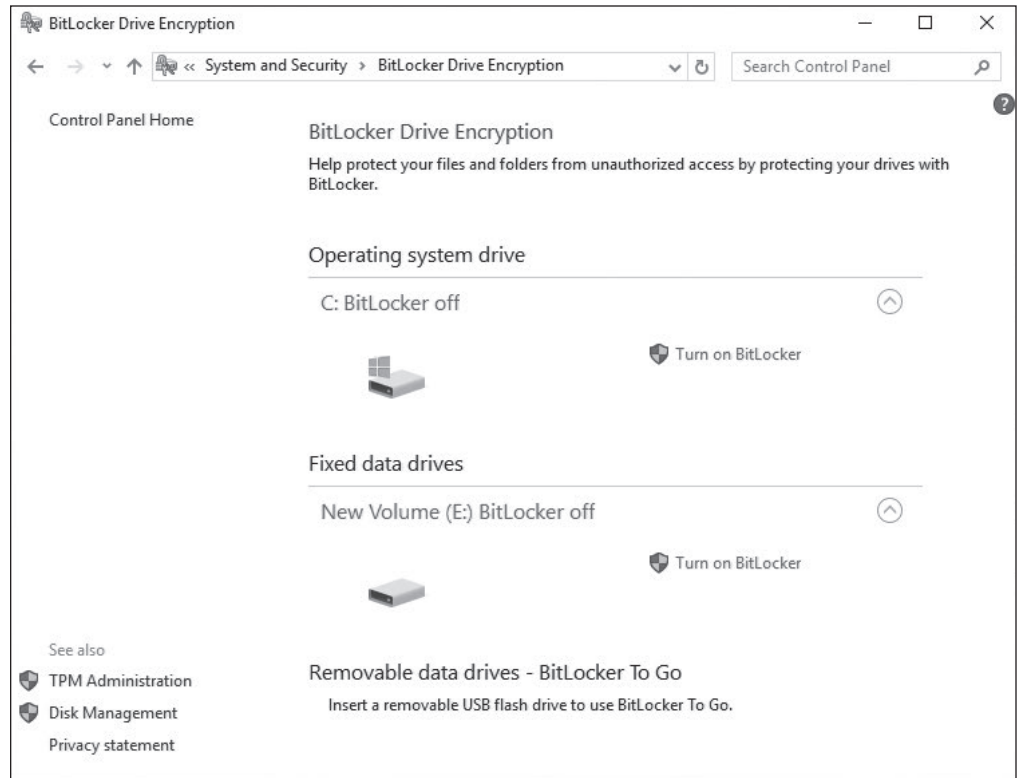 BitLocker Drive Encryption
« System and Security › BitLocker Drive Encryption
Search Control Panel
?
Control Panel Home
BitLocker Drive Encryption
Help protect your files and folders from unauthorized access by protecting your drives with
BitLocker.
Operating system drive
C: BitLocker off
Turn on BitLocker
Fixed data drives
New Volume (E:) BitLocker off
Turn on BitLocker
See also
TPM Administration
Disk Management
Privacy statement
Removable data drives - BitLocker To Go
Insert a removable USB flash drive to use BitLocker To Go.